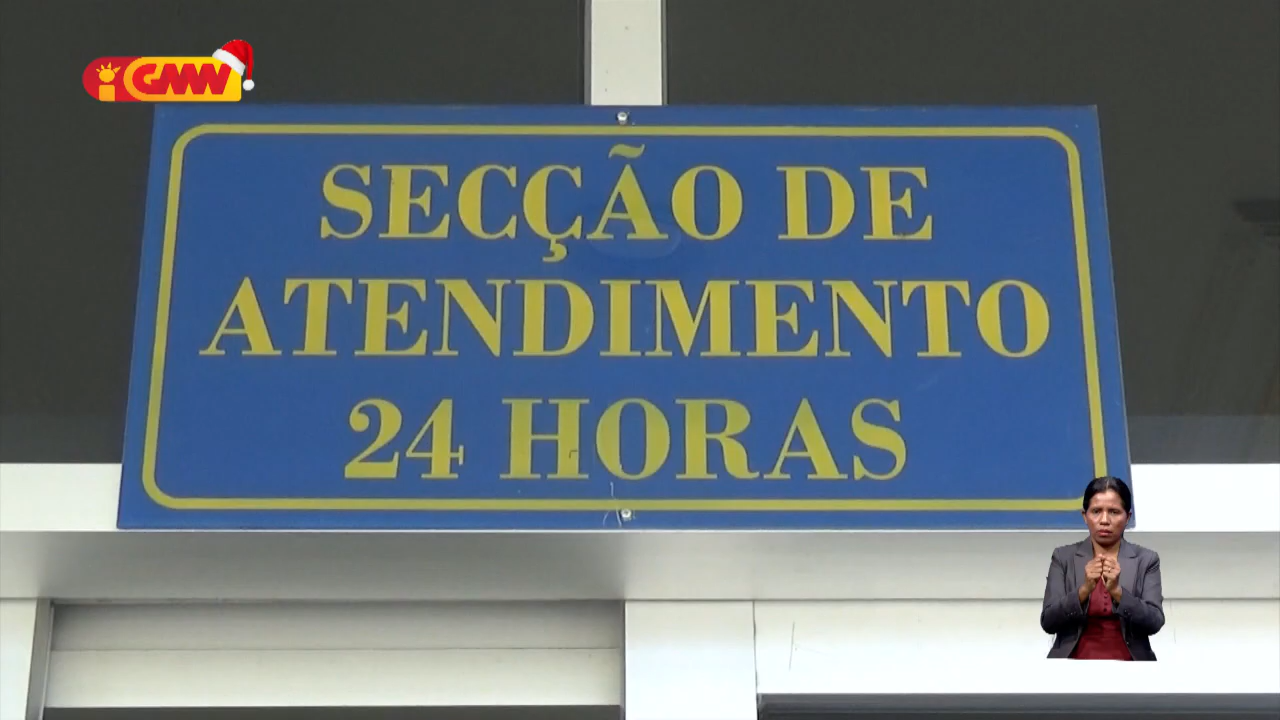 GMN
SECÇÃO DE
ATENDIMENTO
24 HORAS